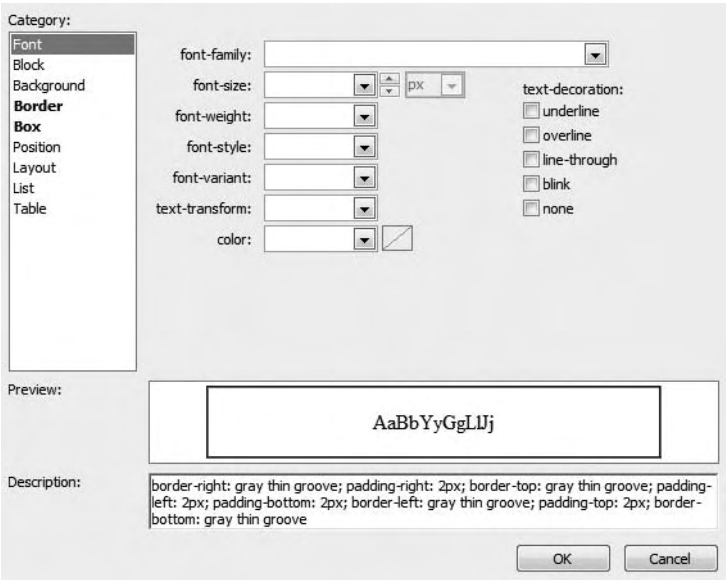 Category:
Font
Block
Background
Border
Box
Position
Layout
List
Table
font-family:
font-size:
px
font-weight:
font-style:
font-variant:
text-transform:
color:
text-decoration:
underline
overline
line-through
blink
none
Preview:
AaBbYyGgLlJj
Description:
border-right: gray thin groove; padding-right: 2px; border-top: gray thin groove; padding-
left: 2px; padding-bottom: 2px; border-left: gray thin groove; padding-top: 2px; border-
bottom: gray thin groove
OK
Cancel